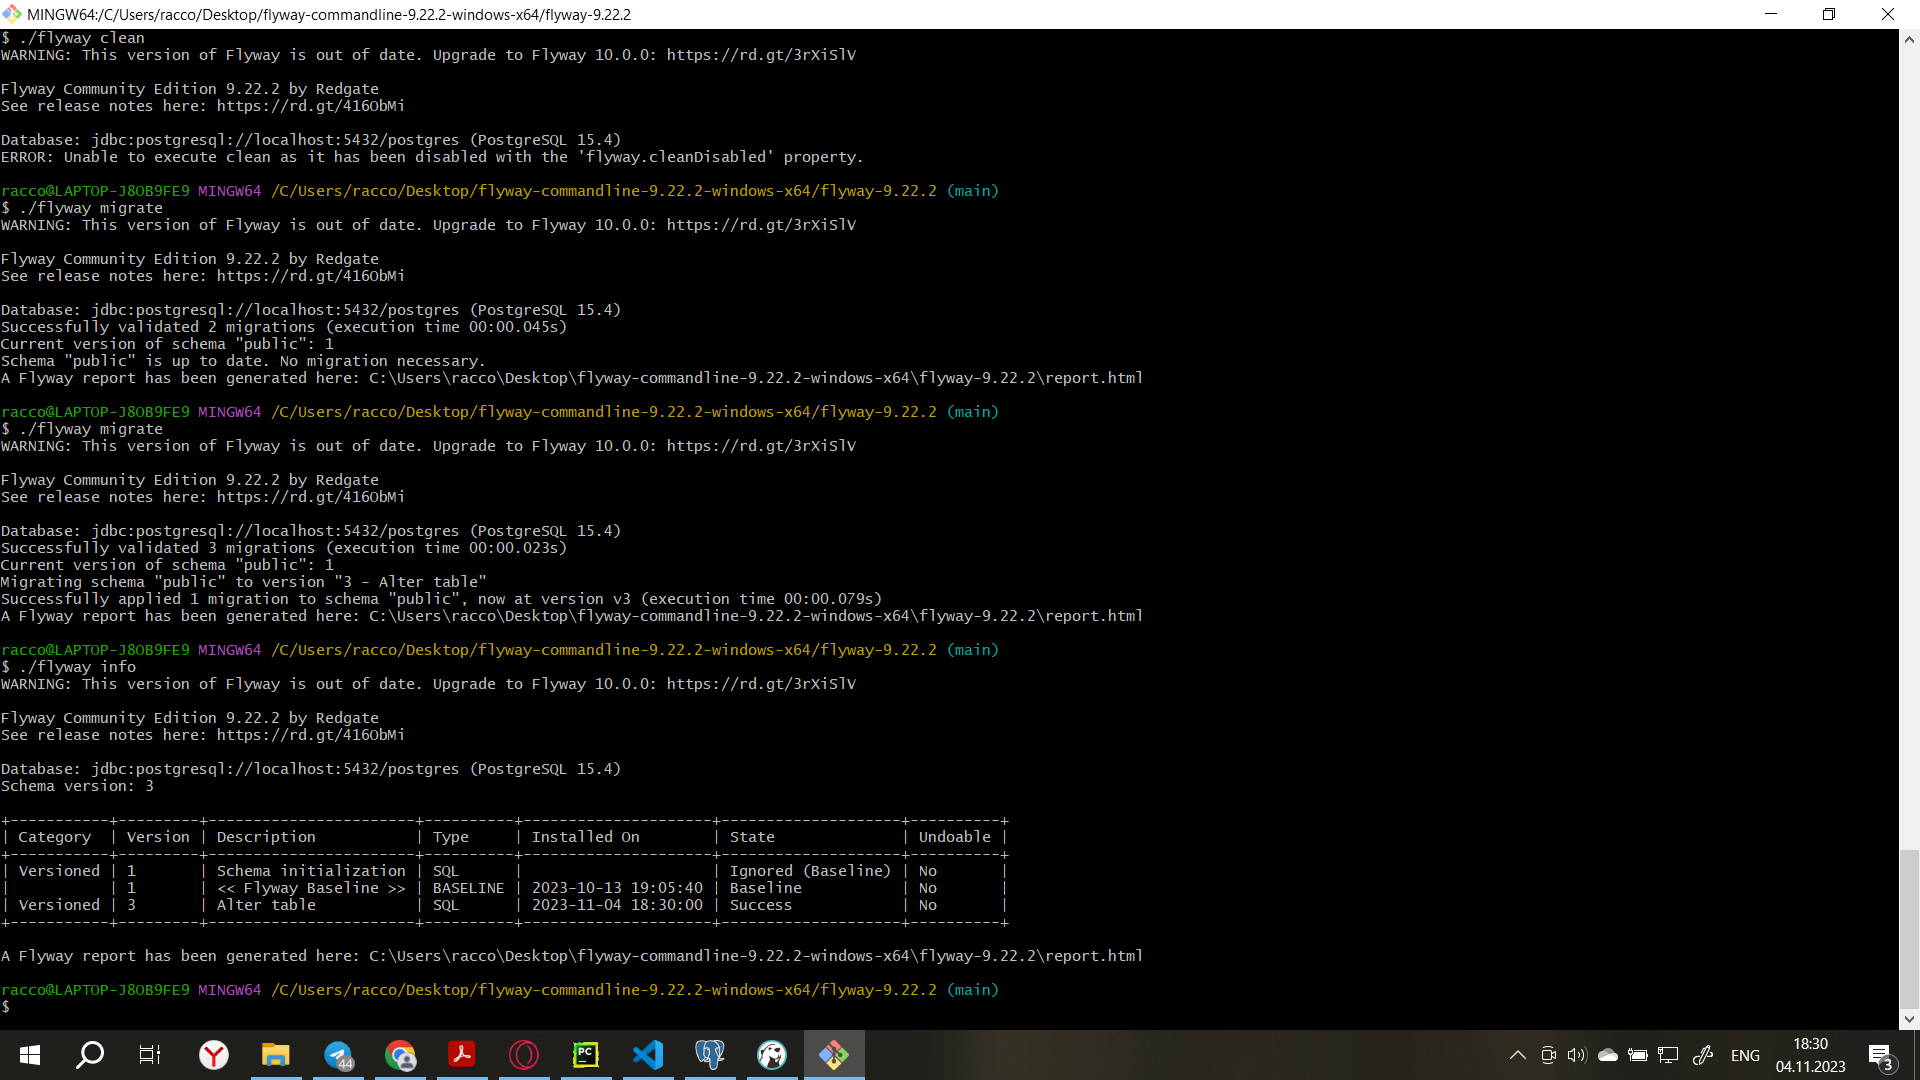 MINGW64:/C/Users/racco/Desktop/flyway-commandline-9.22.2-windows-x64/flyway-9.22.2
$ ./flyway clean
WARNING: This version of Flyway is out of date. Upgrade to Flyway 10.0.0: https://rd.gt/3rXiSlV
Flyway Community Edition 9.22.2 by Redgate
See release notes here: https://rd.gt/416ObMi
Database: jdbc:postgresql://localhost:5432/postgres (PostgreSQL 15.4)
ERROR: Unable to execute clean as it has been disabled with the 'flyway.cleanDisabled' property.
racco@LAPTOP-J8OB9FE9 MINGW64 /C/Users/racco/Desktop/flyway-commandline-9.22.2-windows-x64/flyway-9.22.2 (main)
$ ./flyway migrate
WARNING: This version of Flyway is out of date. Upgrade to Flyway 10.0.0: https://rd.gt/3rXiSlV
Flyway Community Edition 9.22.2 by Redgate
See release notes here: https://rd.gt/416ObMi
Database: jdbc:postgresql://localhost:5432/postgres (PostgreSQL 15.4)
Successfully validated 2 migrations (execution time 00:00.045s)
Current version of schema "public": 1
Schema "public" is up to date. No migration necessary.
A Flyway report has been generated here: C:\Users\racco\Desktop\flyway-commandline-9.22.2-windows-x64\flyway-9.22.2\report.html
racco@LAPTOP-J8OB9FE9 MINGW64 /C/Users/racco/Desktop/flyway-commandline-9.22.2-windows-x64/flyway-9.22.2 (main)
$ ./flyway migrate
WARNING: This version of Flyway is out of date. Upgrade to Flyway 10.0.0: https://rd.gt/3rXiSlV
Flyway Community Edition 9.22.2 by Redgate
See release notes here: https://rd.gt/416ObMi
Database: jdbc:postgresql://localhost:5432/postgres (PostgreSQL 15.4)
Successfully validated 3 migrations (execution time 00:00.023s)
Current version of schema "public": 1
Migrating schema "public" to version "3 - Alter table"
Successfully applied 1 migration to schema "public", now at version v3 (execution time 00:00.079s)
A Flyway report has been generated here: C:\Users\racco\Desktop\flyway-commandline-9.22.2-windows-x64\flyway-9.22.2\report.html
racco@LAPTOP-J8OB9FE9 MINGW64 /C/Users/racco/Desktop/flyway-commandline-9.22.2-windows-x64/flyway-9.22.2 (main)
$ ./flyway info
WARNING: This version of Flyway is out of date. Upgrade to Flyway 10.0.0: https://rd.gt/3rXiSlV
Flyway Community Edition 9.22.2 by Redgate
See release notes here: https://rd.gt/416ObMi
Database: jdbc:postgresql://localhost:5432/postgres (PostgreSQL 15.4)
Schema version: 3
+-----------+---------+-----------------------+----------+---------------------+--------------------+----------+
| Category  | Version | Description           | Type     | Installed On        | State              | Undoable |
+-----------+---------+-----------------------+----------+---------------------+--------------------+----------+
| Versioned | 1       | Schema initialization | SQL      |                     | Ignored (Baseline) | No       |
|           | 1       | << Flyway Baseline >> | BASELINE | 2023-10-13 19:05:40 | Baseline           | No       |
| Versioned | 3       | Alter table           | SQL      | 2023-11-04 18:30:00 | Success            | No       |
+-----------+---------+-----------------------+----------+---------------------+--------------------+----------+
A Flyway report has been generated here: C:\Users\racco\Desktop\flyway-commandline-9.22.2-windows-x64\flyway-9.22.2\report.html
racco@LAPTOP-J8OB9FE9 MINGW64 /C/Users/racco/Desktop/flyway-commandline-9.22.2-windows-x64/flyway-9.22.2 (main)
$
44
PC
ENG
18:30
04.11.2023
3